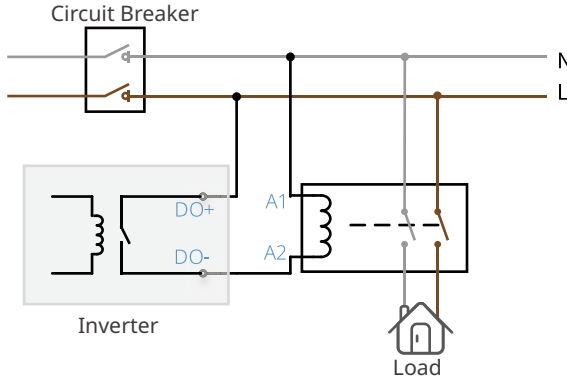 Circuit Breaker
N
L
DO+
A1
DO-
A2
Inverter
Load